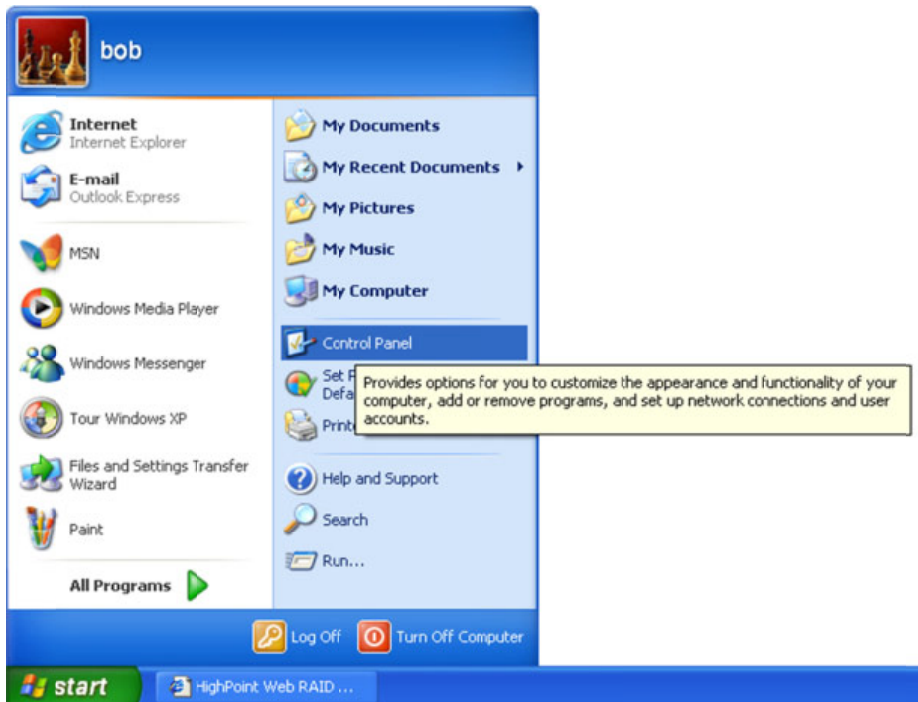 bob
Internet
Internet Explorer
E-mail
Outlook Express
MSN
Windows Media Player
Windows Messenger
Tour Windows XP
Files and Settings Transfer
Wizard
Paint
All Programs
My Documents
My Recent Documents
My Pictures
My Music
My Computer
Control Panel
Set P
Defa
Printe
Provides options for you to customize the appearance and functionality of your
computer, add or remove programs, and set up network connections and user
accounts.
Help and Support
Search
Run...
Log Off
Turn Off Computer
start
HighPoint Web RAID ...